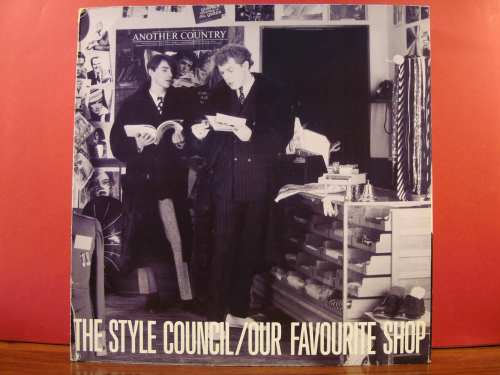 ANOTHER COUNTRY
THE STYLE COUNCIL/OUR FAVOURITE SHOP